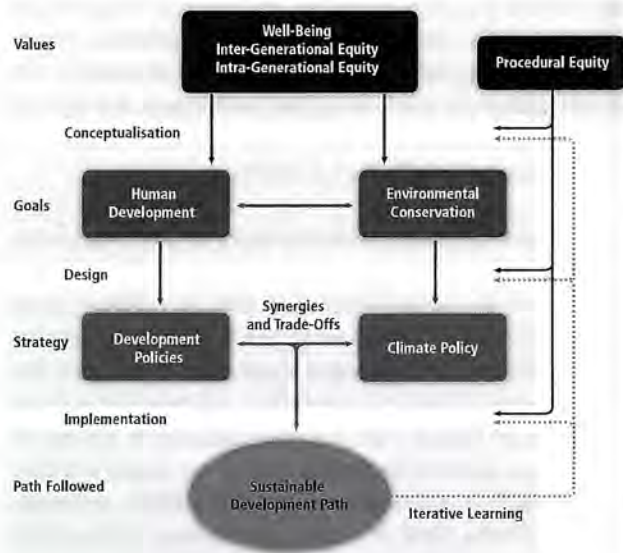 Values
Well-Being
Inter-Generational Equity
Intra-Generational Equity
Procedural Equity
Conceptualisation
Goals
Human
Development
Environmental
Conservation
Design
Synergies
and Trade-Offs
Strategy
Development
Policies
Climate Policy
Implementation
Path Followed
Sustainable
Development Path
Iterative Learning